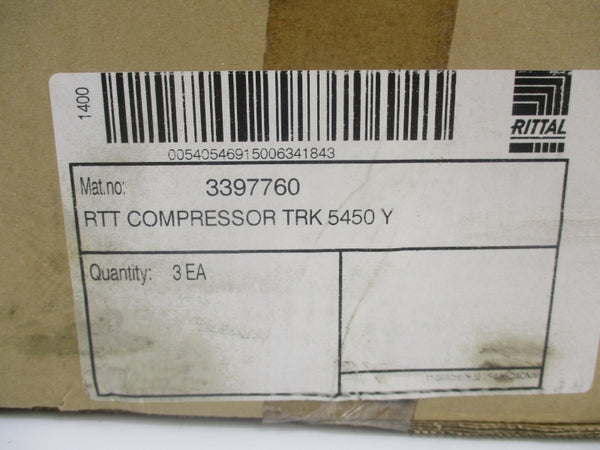 1400
00540546915006341843
RITTAL
Mat.no: 3397760
RTT COMPRESSOR TRK 5450 Y
Quantity: 3 EA